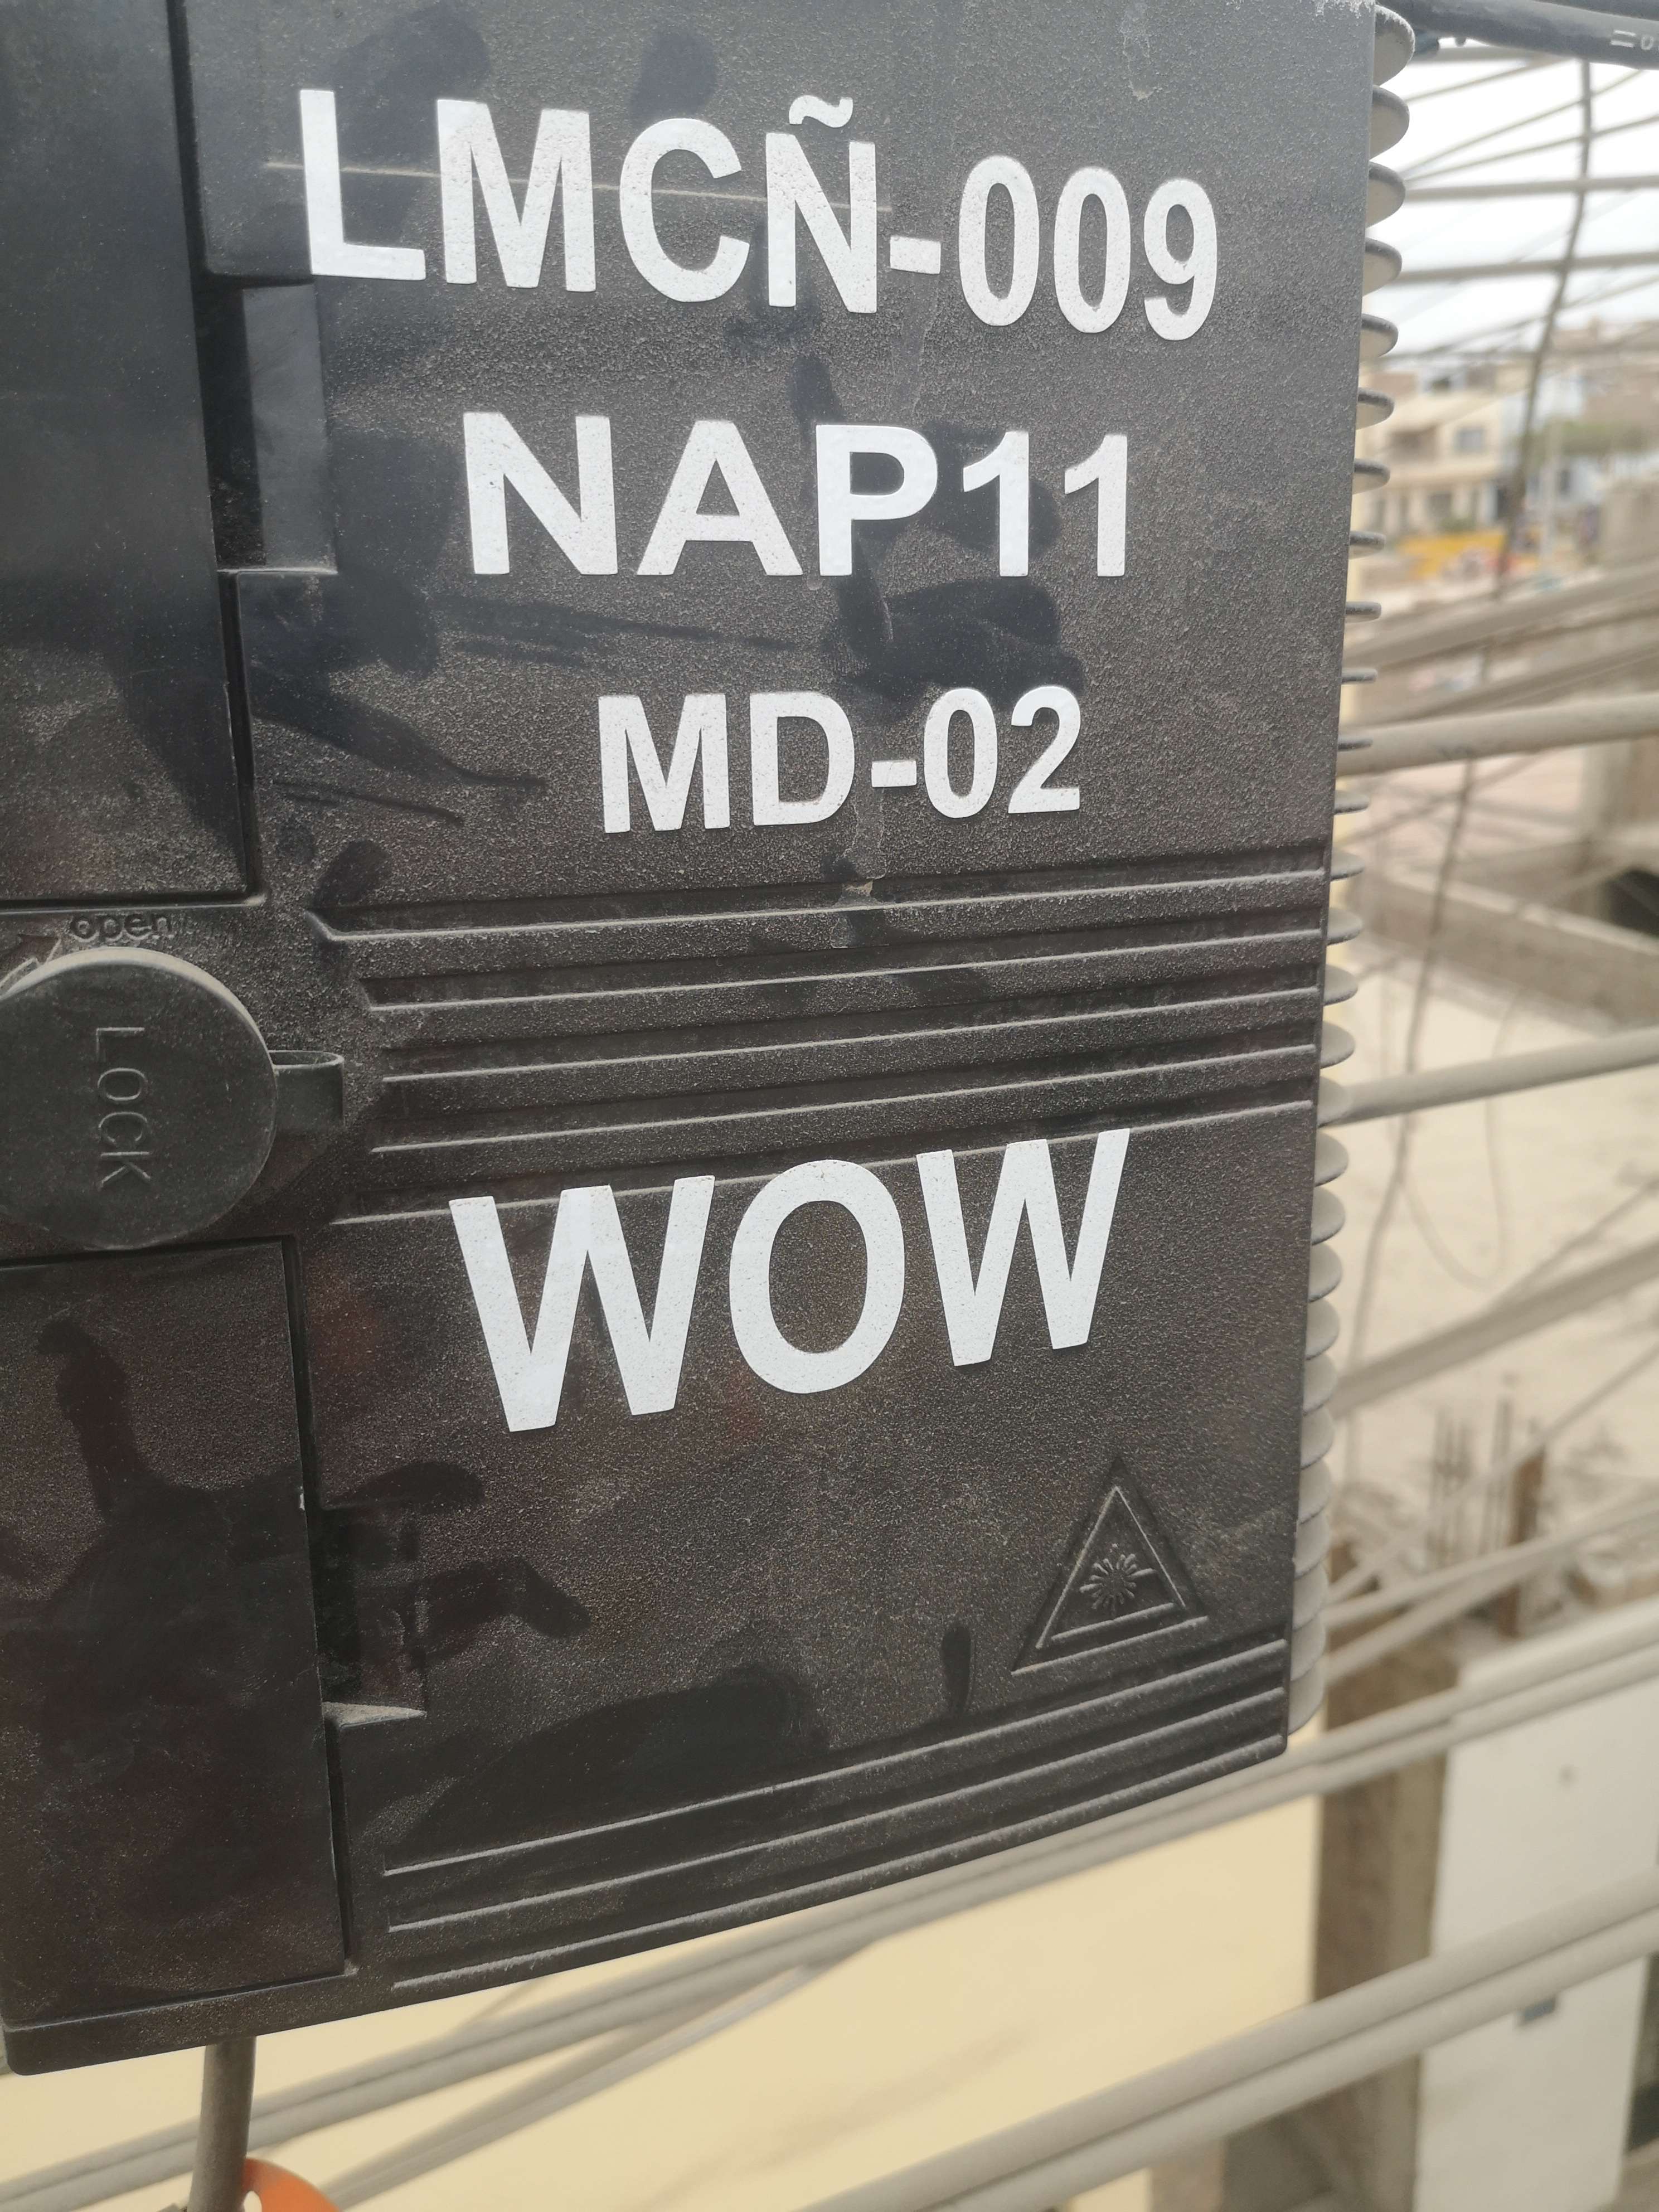 LMCÑ-009
NAP11
MD-02
open
LOCK
WOW